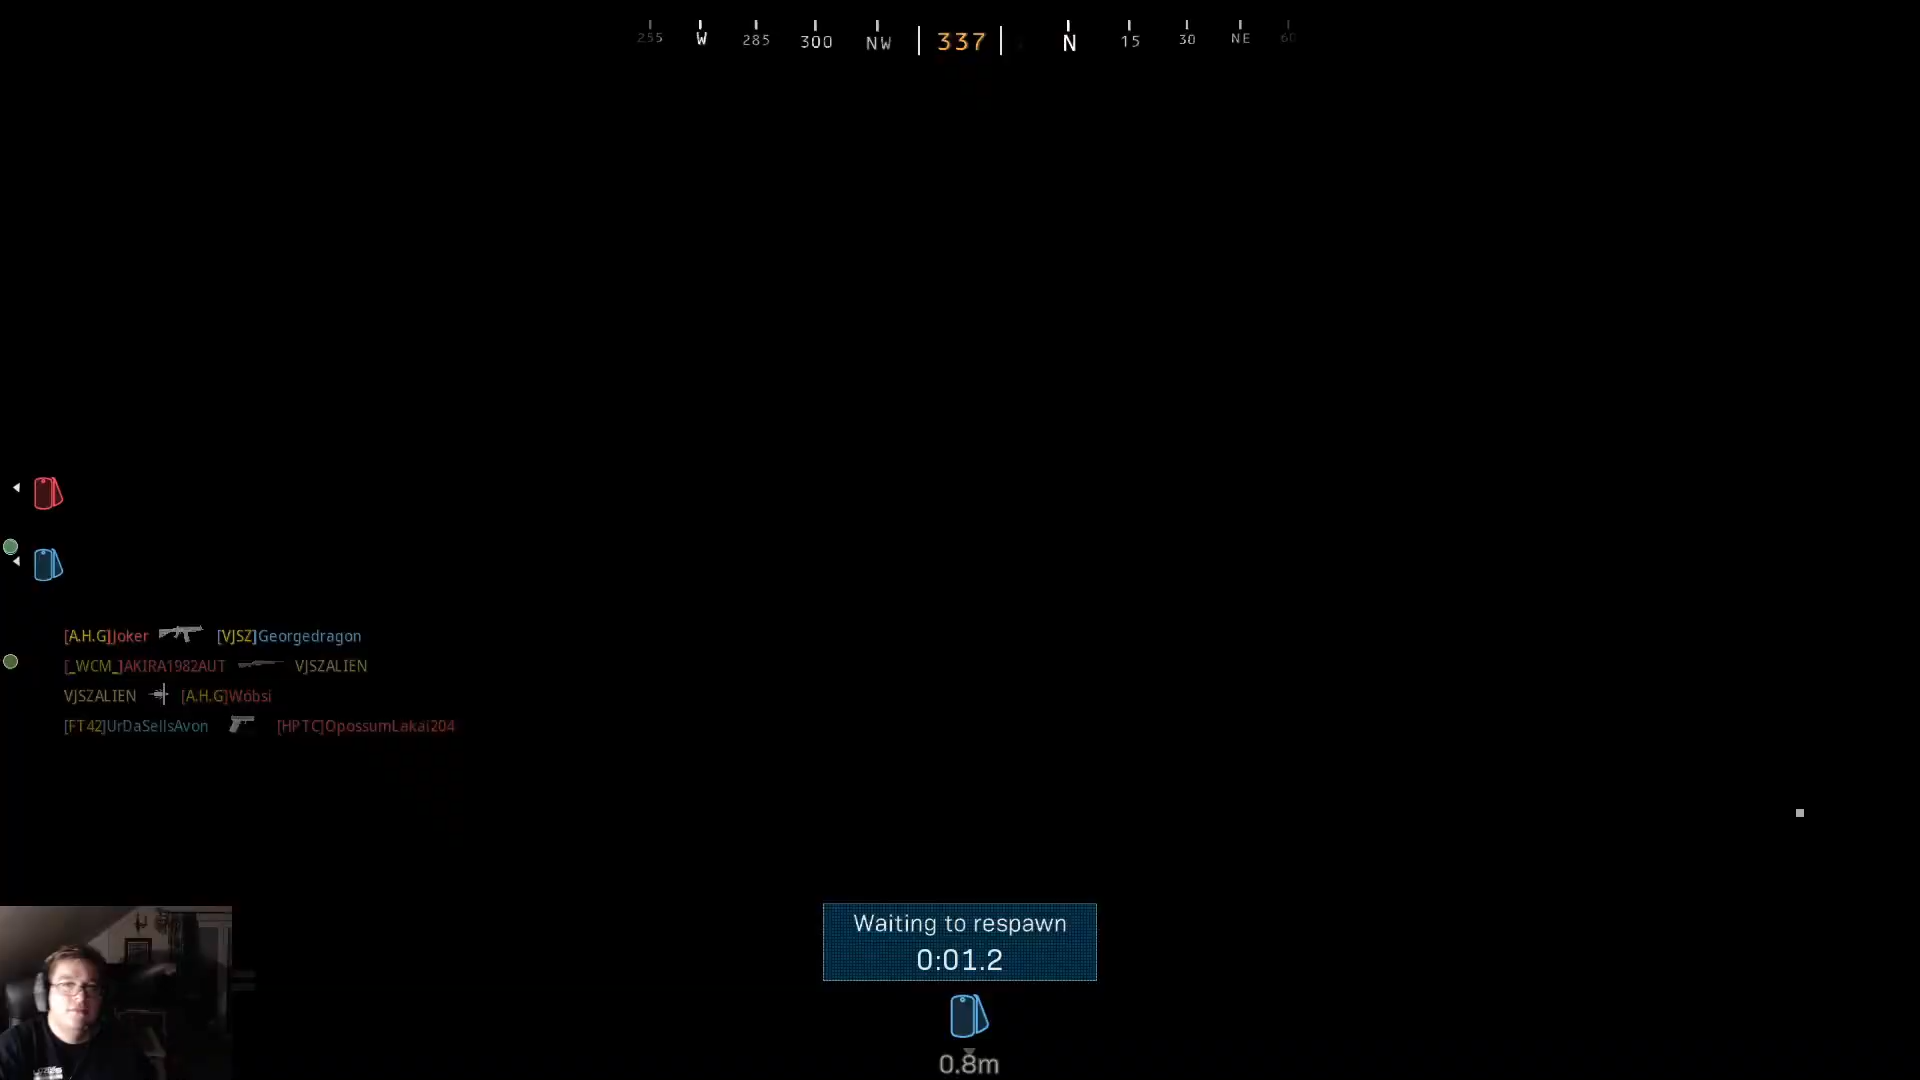 255 W 285 300 NW 337 N 15 30 NE 60
[A.H.G]Joker [VJSZ]Georgedragon
[_WCM_]AKIRA1982AUT VJSZALIEN
VJSZALIEN [A.H.G]Wobsi
[FT42]UrDaSellsAvon [HPTC]OpossumLakai204
Waiting to respawn
0:01.2
0.8m